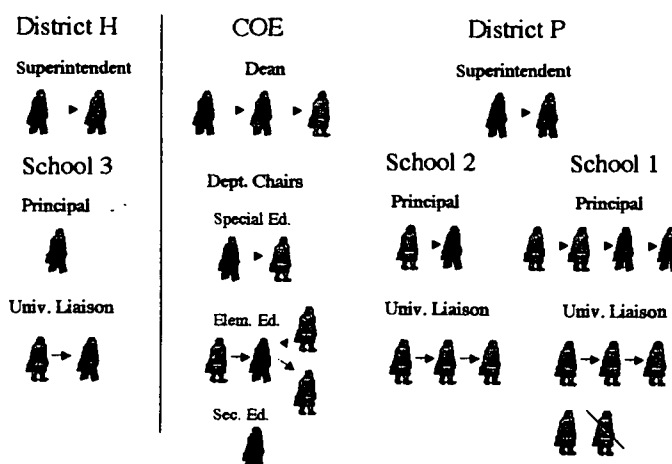 District H
COE
District P
Superintendent
Dean
Superintendent
School 3
Principal
Dept. Chairs
School 2
School 1
Principal
Principal
Special Ed.
Univ. Liaison
Elem. Ed.
Univ. Liaison
Univ. Liaison
Sec. Ed.